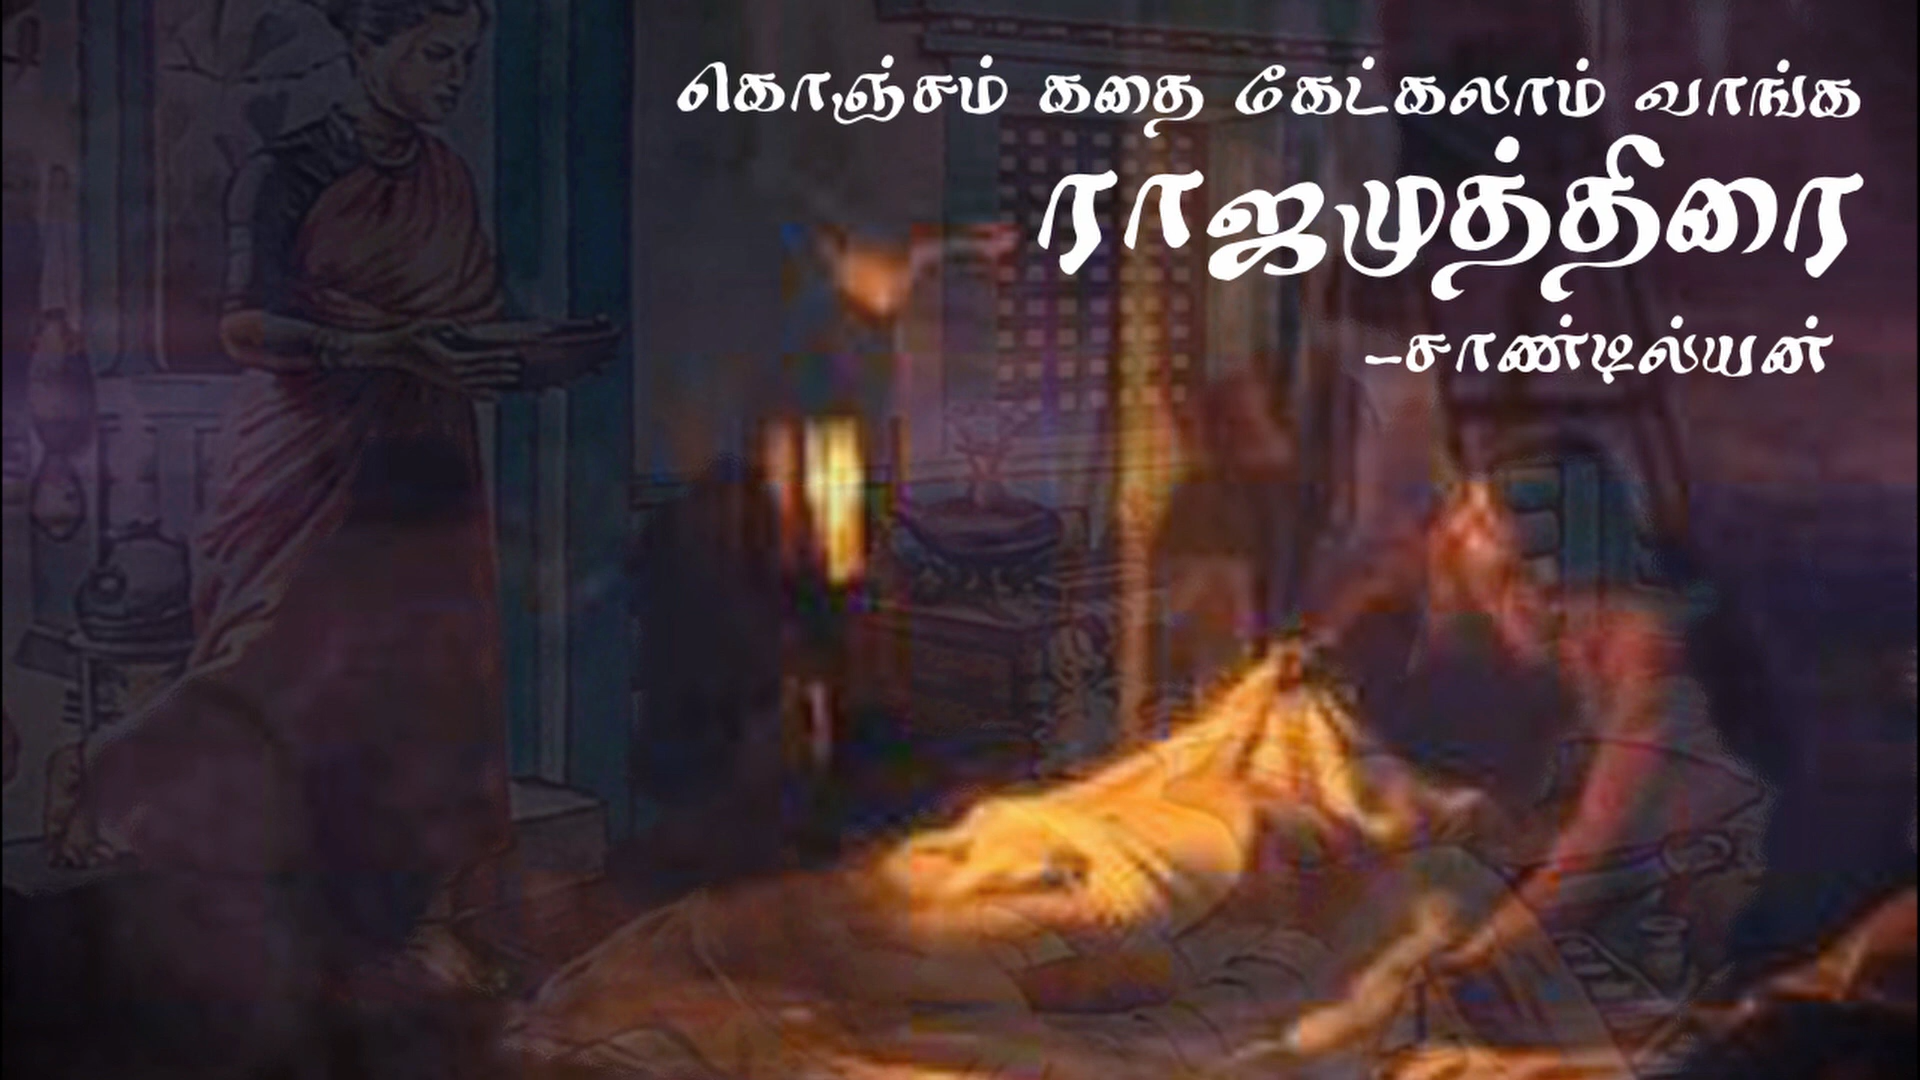 கொஞ்சம் கதை கேட்கலாம் வாங்க
ராஜமுத்திரை
-சாண்டில்யன்